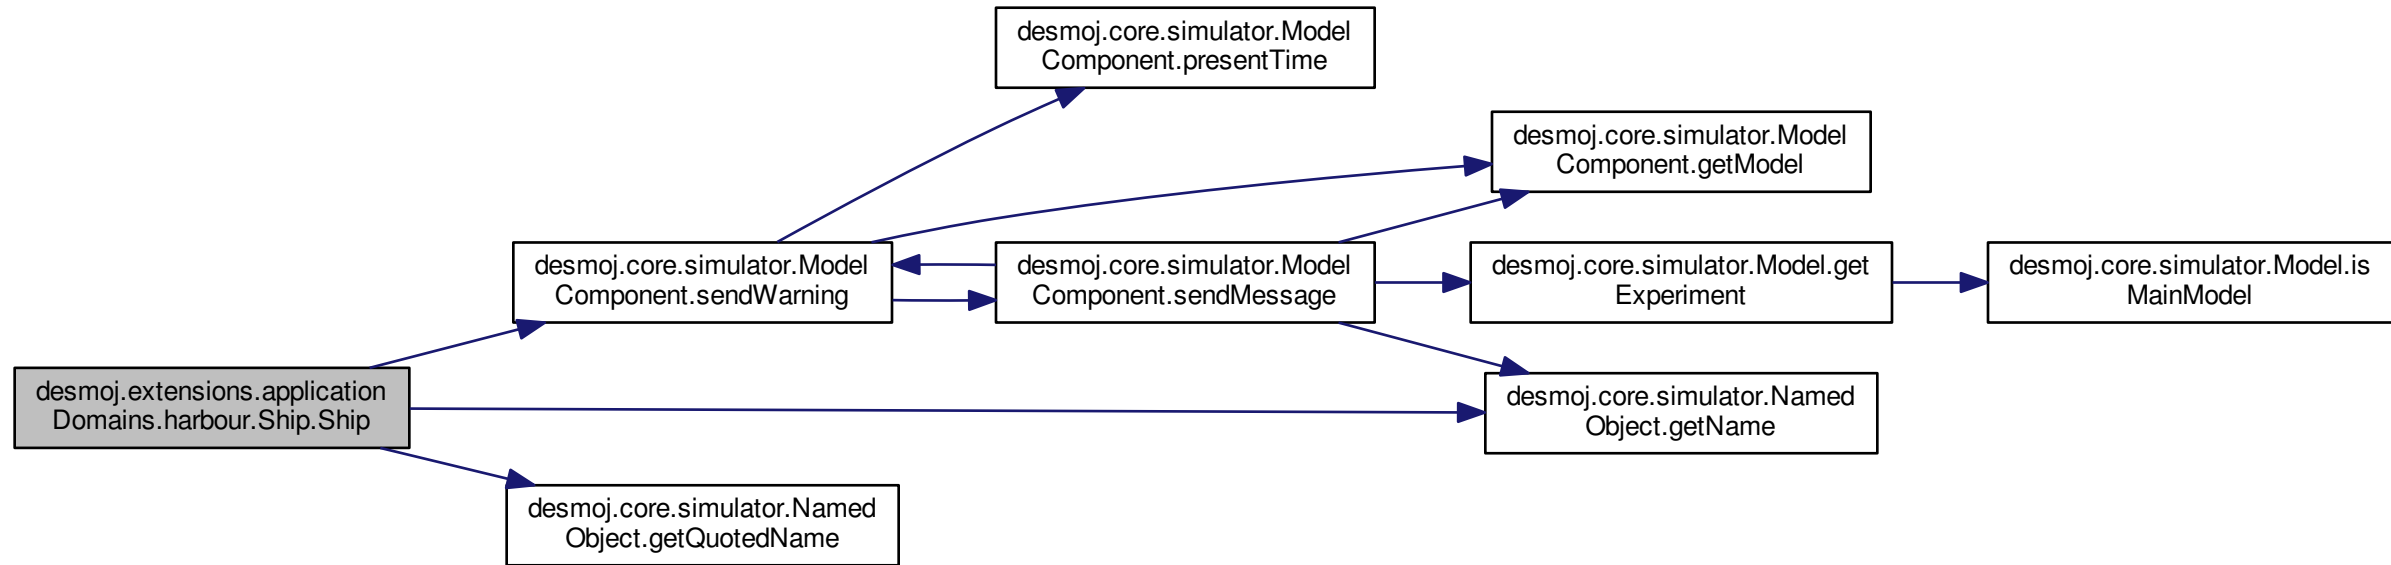 desmoj.core.simulator.Model
Component.presentTime
desmoj.core.simulator.Model
Component.getModel
desmoj.core.simulator.Model
Component.sendWarning
desmoj.core.simulator.Model
Component.sendMessage
desmoj.core.simulator.Model.get
Experiment
desmoj.core.simulator.Model.is
MainModel
desmoj.extensions.application
Domains.harbour.Ship.Ship
desmoj.core.simulator.Named
Object.getName
desmoj.core.simulator.Named
Object.getQuotedName